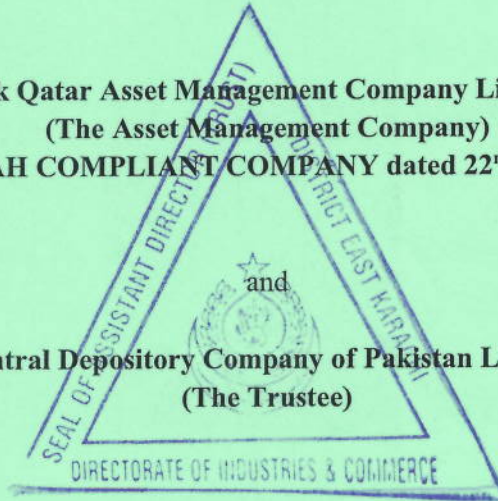 k Qatar Asset Management Company Li
(The Asset Management Company)
AH COMPLIANT COMPANY dated 22
and
ntral Depository Company of Pakistan L
(The Trustee)
SEAL OF ASSISTANT DIRECTOR (TRUST)
DISTRICT EAST KARACHI
DIRECTORATE OF INDUSTRIES & COMMERCE